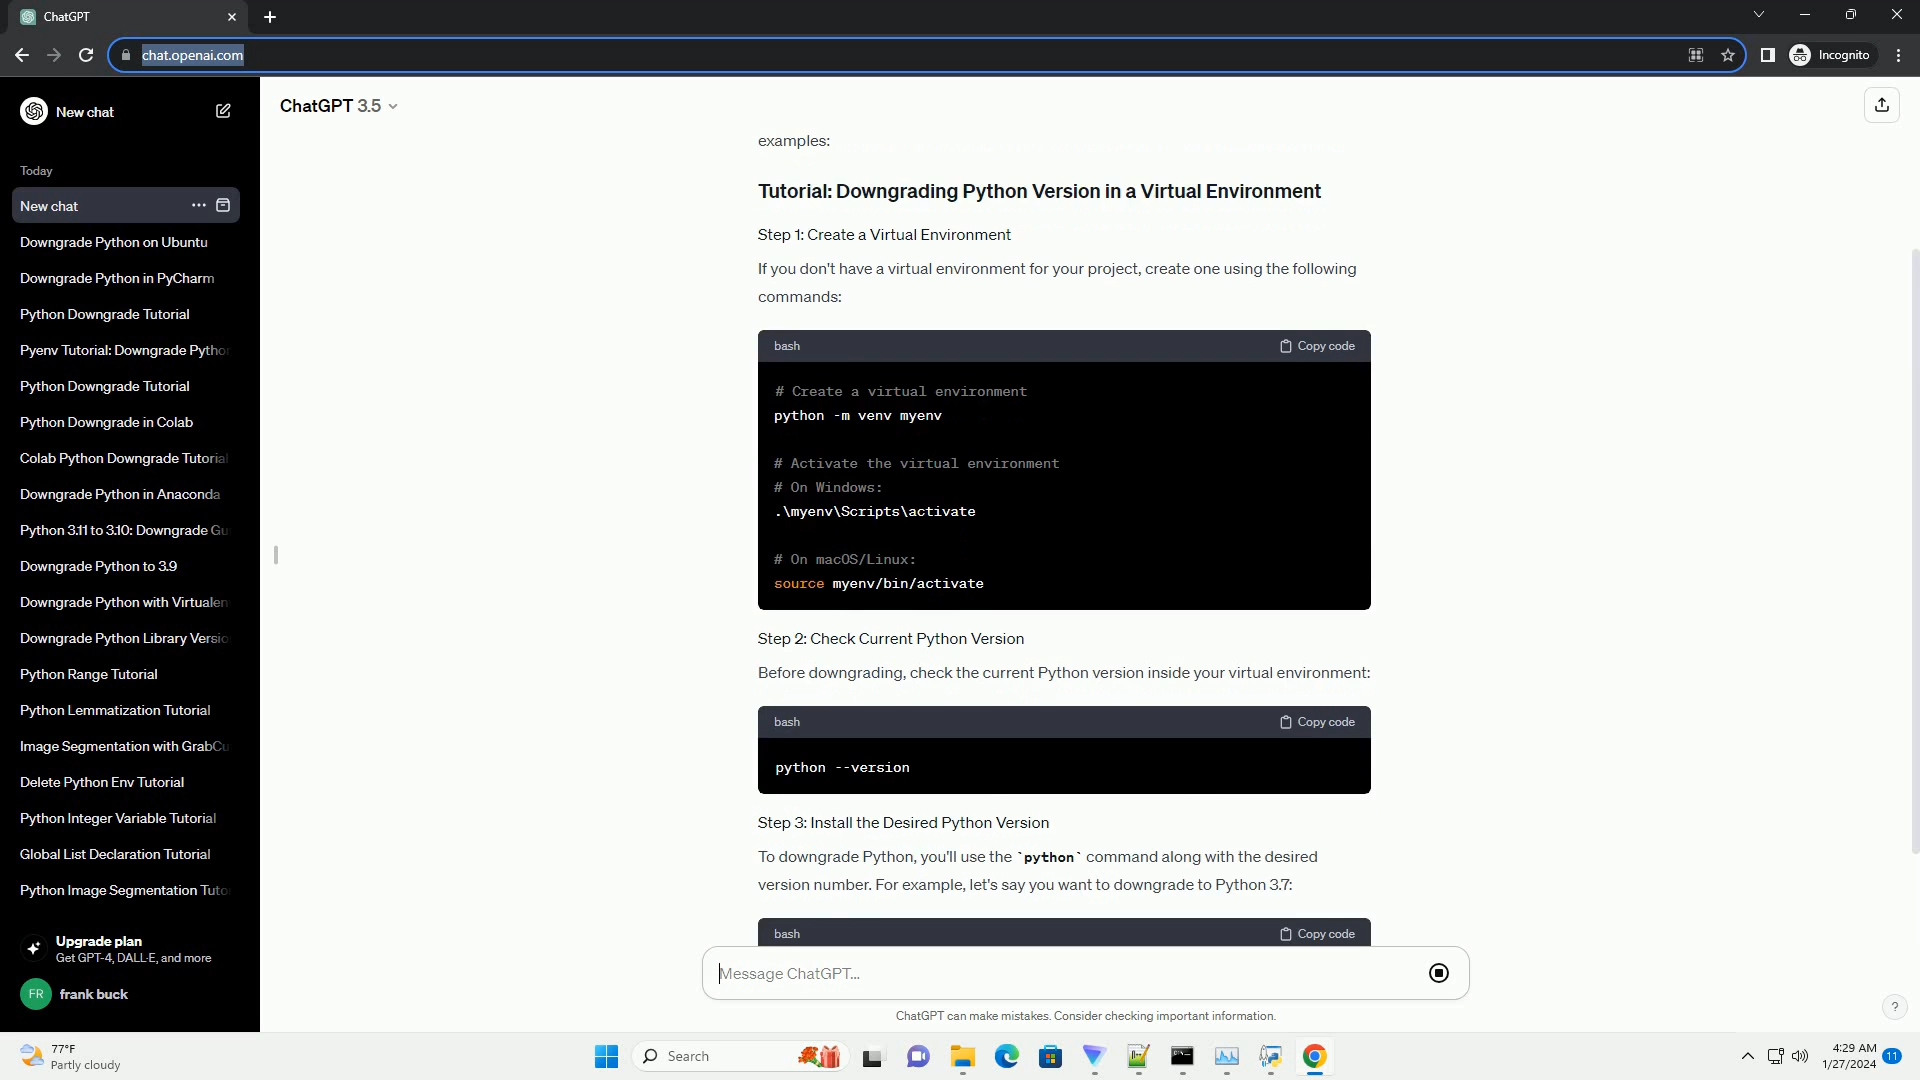 ChatGPT
chat.openai.com
Incognito
New chat
Today
New chat
Downgrade Python on Ubuntu
Downgrade Python in PyCharm
Python Downgrade Tutorial
Pyenv Tutorial: Downgrade Python
Python Downgrade Tutorial
Python Downgrade in Colab
Colab Python Downgrade Tutorial
Downgrade Python in Anaconda
Python 3.11 to 3.10: Downgrade Gu
Downgrade Python to 3.9
Downgrade Python with Virtualen
Downgrade Python Library Versio
Python Range Tutorial
Python Lemmatization Tutorial
Image Segmentation with GrabCu
Delete Python Env Tutorial
Python Integer Variable Tutorial
Global List Declaration Tutorial
Python Image Segmentation Tuto
Upgrade plan
Get GPT-4, DALL·E, and more
FR frank buck
ChatGPT 3.5
examples:
Tutorial: Downgrading Python Version in a Virtual Environment
Step 1: Create a Virtual Environment
If you don't have a virtual environment for your project, create one using the following
commands:
bash Copy code
# Create a virtual environment
python -m venv myenv
# Activate the virtual environment
# On Windows:
.\myenv\Scripts\activate
# On macOS/Linux:
source myenv/bin/activate
Step 2: Check Current Python Version
Before downgrading, check the current Python version inside your virtual environment:
bash Copy code
python --version
Step 3: Install the Desired Python Version
To downgrade Python, you'll use the `python` command along with the desired
version number. For example, let's say you want to downgrade to Python 3.7:
bash Copy code
Message ChatGPT...
ChatGPT can make mistakes. Consider checking important information.
?
77°F
Partly cloudy
Search
4:29 AM
1/27/2024
11